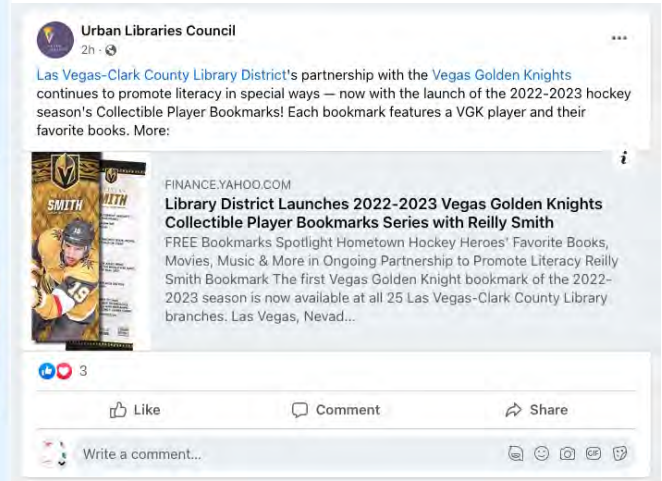 Urban Libraries Council
2h ·
Las Vegas-Clark County Library District's partnership with the Vegas Golden Knights
continues to promote literacy in special ways — now with the launch of the 2022-2023 hockey
season's Collectible Player Bookmarks! Each bookmark features a VGK player and their
favorite books. More:
SMITH
FINANCE.YAHOO.COM
Library District Launches 2022-2023 Vegas Golden Knights
Collectible Player Bookmarks Series with Reilly Smith
FREE Bookmarks Spotlight Hometown Hockey Heroes' Favorite Books,
Movies, Music & More in Ongoing Partnership to Promote Literacy Reilly
Smith Bookmark The first Vegas Golden Knight bookmark of the 2022-
2023 season is now available at all 25 Las Vegas-Clark County Library
branches. Las Vegas, Nevad...
19
3
Like
Comment
Share
Write a comment...
GIF